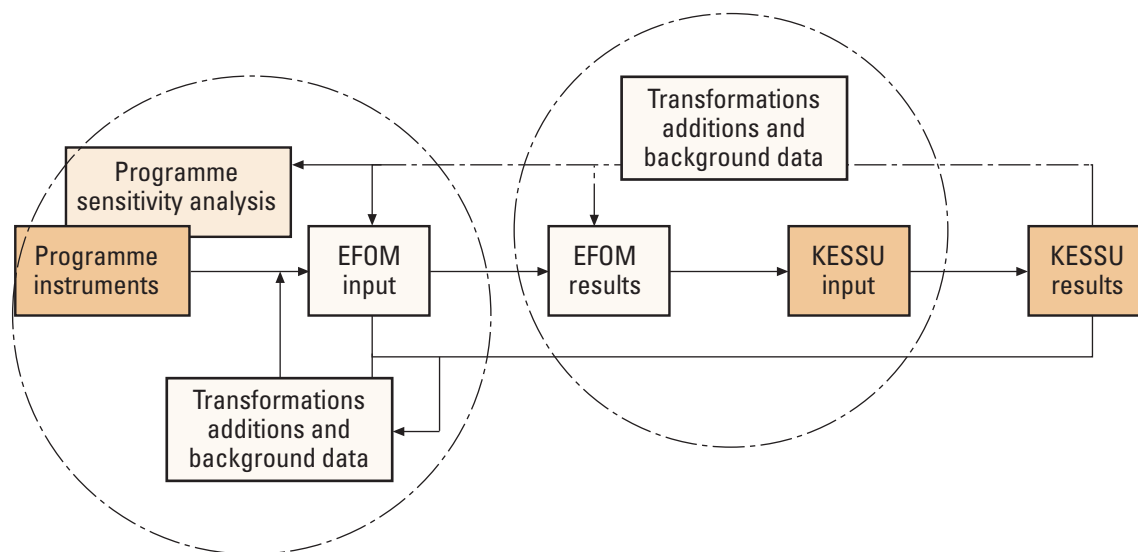 Transformations
additions and
background data
Programme
sensitivity analysis
Programme
instruments
EFOM
input
EFOM
results
KESSU
input
KESSU
results
Transformations
additions and
background data